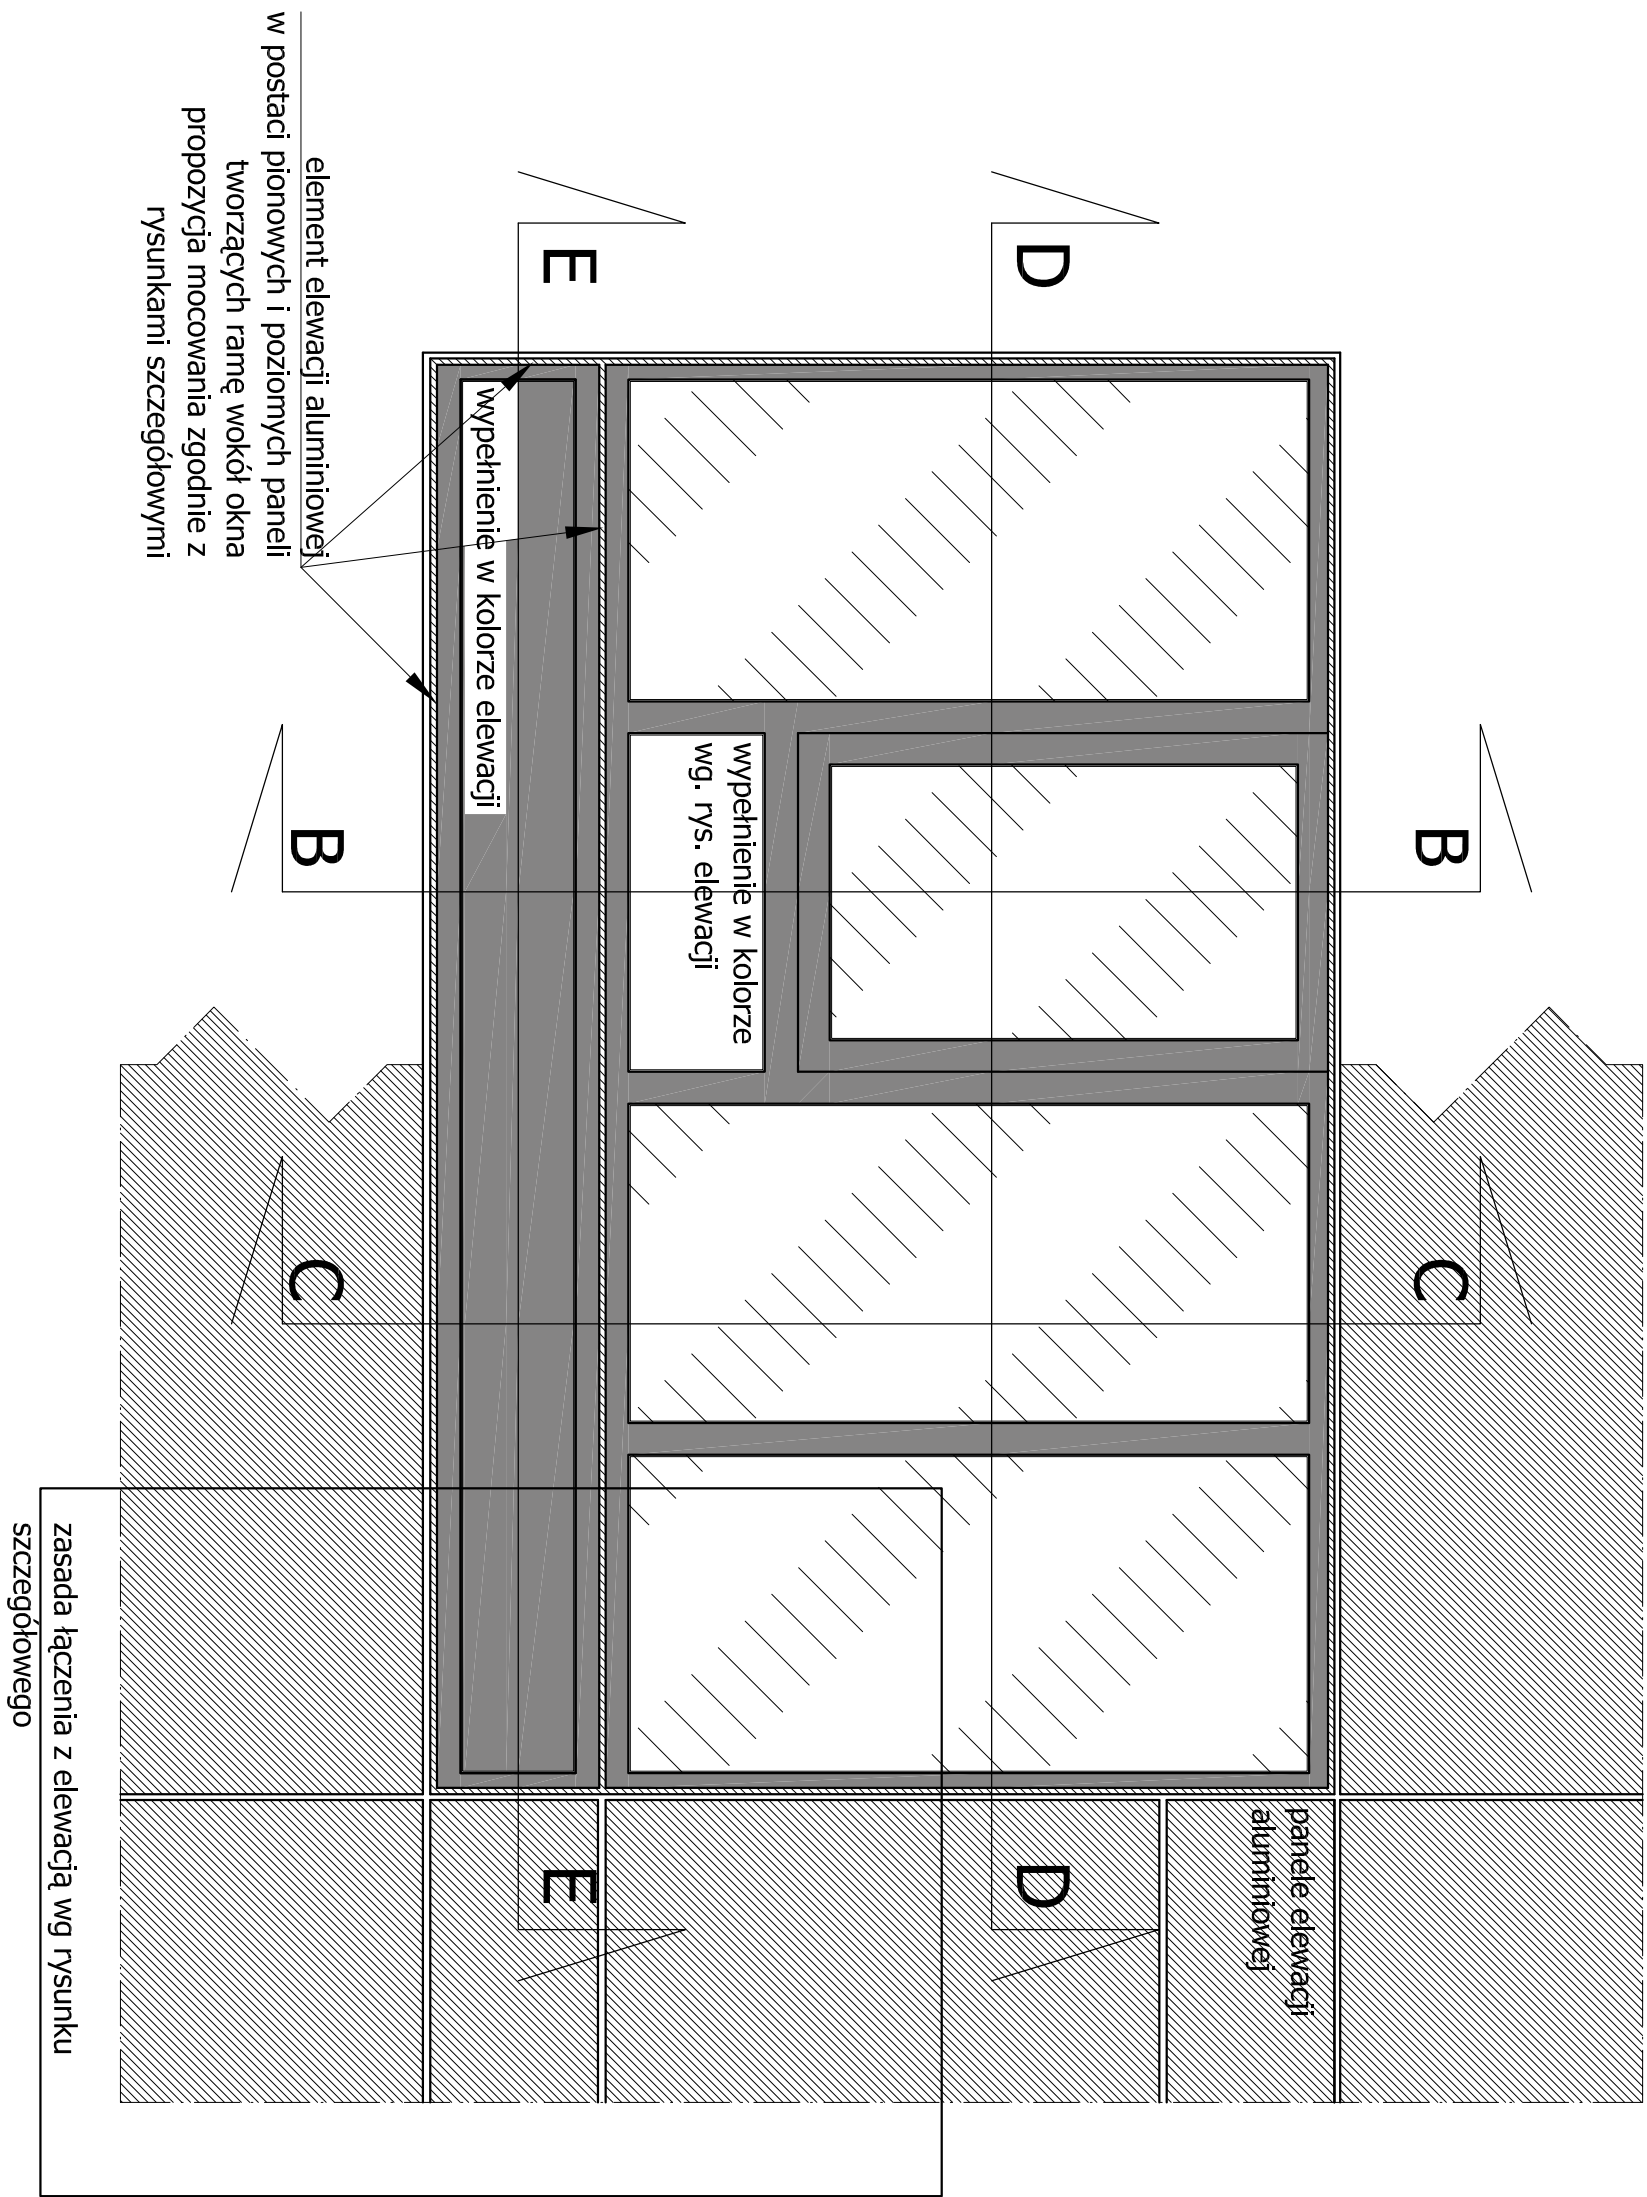 B
B
C
C
D
D
panele elewacji
aluminiowej
wypełnienie w kolorze
wg. rys. elewacji
E
E
wypełnienie w kolorze elewacji
element elewacji aluminiowej
w postaci pionowych i poziomych paneli
tworzących ramę wokół okna
propozycja mocowania zgodnie z
rysunkami szczegółowymi
zasada łączenia z elewacją wg rysunku
szczegółowego